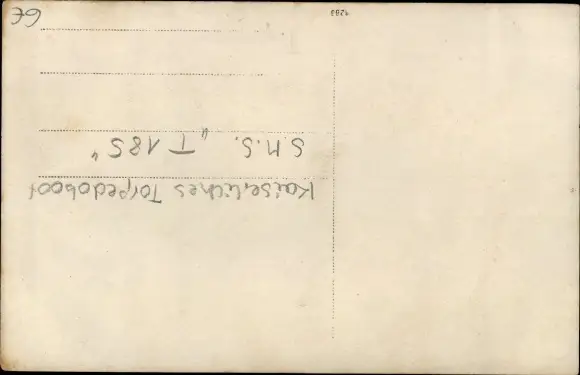 Kaiserliches Torpedoboot
S.M.S. "T 185"